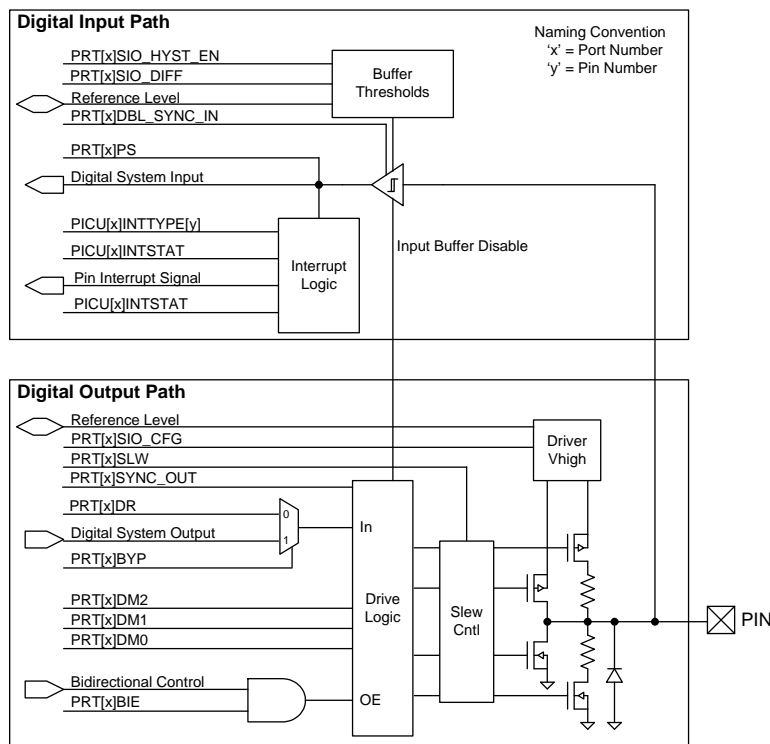 Digital Input Path
Naming Convention
‘x’ = Port Number
‘y’ = Pin Number
PRT[x]SIO_HYST_EN
PRT[x]SIO_DIFF
Reference Level
PRT[x]DBL_SYNC_IN
Buffer
Thresholds
PRT[x]PS
Digital System Input
PICU[x]INTTYPE[y]
PICU[x]INTSTAT
Pin Interrupt Signal
PICU[x]INTSTAT
Interrupt
Logic
Input Buffer Disable
Digital Output Path
Reference Level
PRT[x]SIO_CFG
PRT[x]SLW
PRT[x]SYNC_OUT
Driver
Vhigh
PRT[x]DR
Digital System Output
PRT[x]BYP
0
1
In
PRT[x]DM2
PRT[x]DM1
PRT[x]DM0
Drive
Logic
Slew
Cntl
PIN
Bidirectional Control
PRT[x]BIE
OE